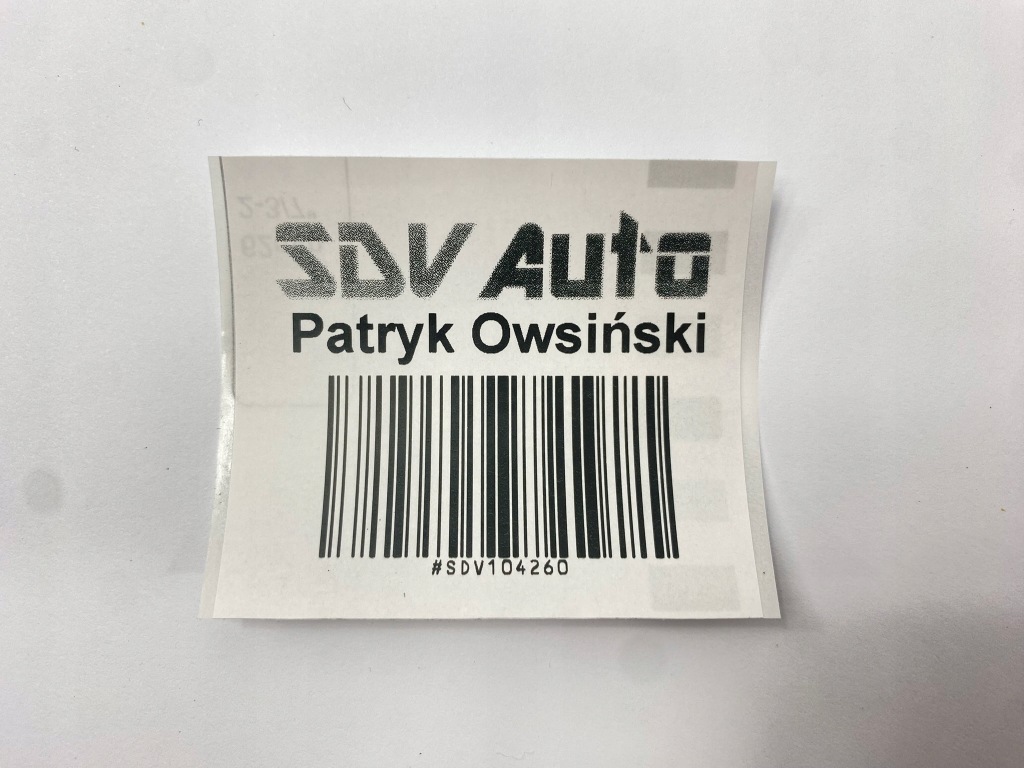 SDV Auto
Patryk Owsiński
#SDV104260